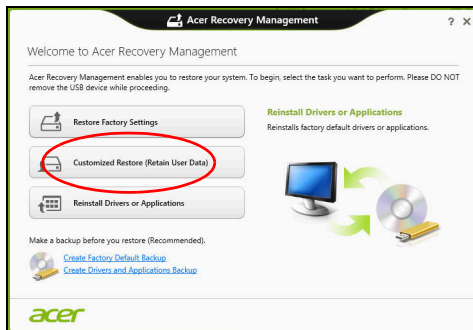 Acer Recovery Management
? X
Welcome to Acer Recovery Management
Acer Recovery Management enables you to restore your system. To begin, select the task you want to perform. Please DO NOT
remove the USB device while proceeding.
Restore Factory Settings
Customized Restore (Retain User Data)
Reinstall Drivers or Applications
Reinstall Drivers or Applications
Reinstalls factory default drivers or applications.
Make a backup before you restore (Recommended).
Create Factory Default Backup
Create Drivers and Applications Backup
acer